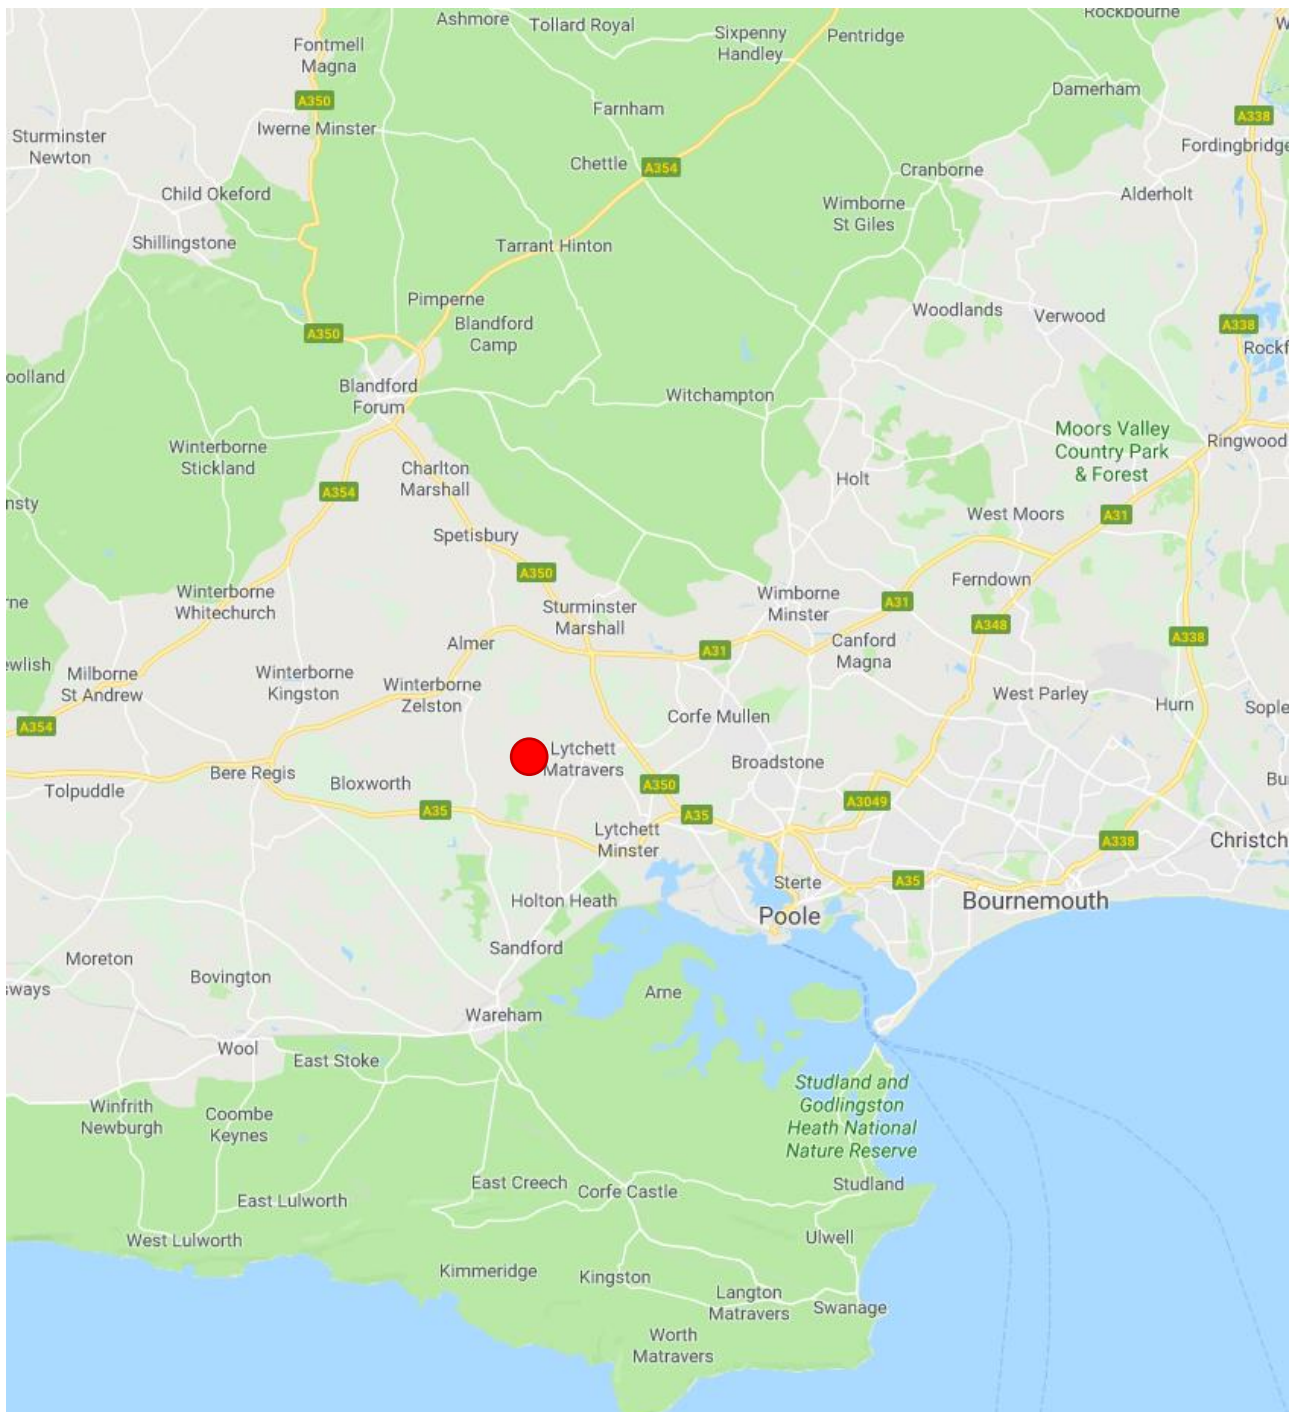 Ashmore
Tollard Royal
Sixpenny
Handley
Pentridge
Rockbourne
Fontmell
Magna
A350
Farnham
Damerham
A338
Sturminster
Newton
Iwerne Minster
Fordingbridge
Chettle
A354
Cranborne
Child Okeford
Alderholt
Wimborne
St Giles
Shillingstone
Tarrant Hinton
Pimperne
Woodlands
Verwood
A350
Blandford
Camp
A338
Rockf
oolland
Blandford
Forum
Witchampton
Winterborne
Stickland
Moors Valley
Country Park
& Forest
Ringwood
Charlton
Marshall
Holt
A354
nsty
West Moors
A31
Spetisbury
A350
Ferndown
Winterborne
Whitechurch
Sturminster
Marshall
Wimborne
Minster
A31
rne
A348
Almer
A31
Canford
Magna
A338
ewlish
Milborne
St Andrew
Winterborne
Kingston
Winterborne
Zelston
West Parley
Hurn
Sople
A354
Corfe Mullen
Lytchett
Matravers
Broadstone
Bere Regis
Bloxworth
A350
Bu
Tolpuddle
A35
A35
A3049
Lytchett
Minster
A338
Christch
Sterte
A35
Holton Heath
Poole
Bournemouth
Sandford
Moreton
Bovington
sways
Arne
Wareham
Wool
East Stoke
Studland and
Godlingston
Heath National
Nature Reserve
Winfrith
Newburgh
Coombe
Keynes
East Creech
Corfe Castle
Studland
East Lulworth
West Lulworth
Ulwell
Kimmeridge
Kingston
Langton
Matravers
Swanage
Worth
Matravers